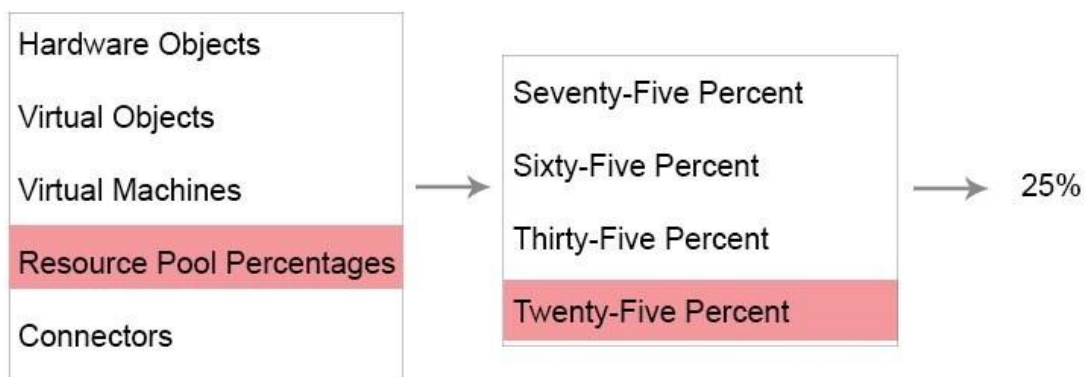 Hardware Objects
Virtual Objects
Virtual Machines
Resource Pool Percentages
Connectors
Seventy-Five Percent
Sixty-Five Percent
Thirty-Five Percent
Twenty-Five Percent
25%